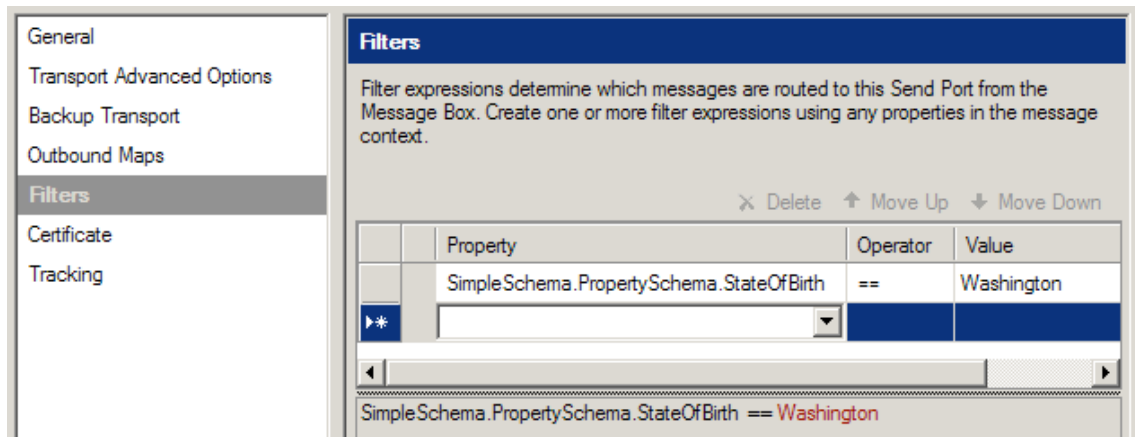 General
Transport Advanced Options
Backup Transport
Outbound Maps
Filters
Certificate
Tracking
Filters
Filter expressions determine which messages are routed to this Send Port from the
Message Box. Create one or more filter expressions using any properties in the message
context.
Delete Move Up Move Down
Property Operator Value
SimpleSchema.PropertySchema.StateOfBirth == Washington
SimpleSchema.PropertySchema.StateOfBirth == Washington